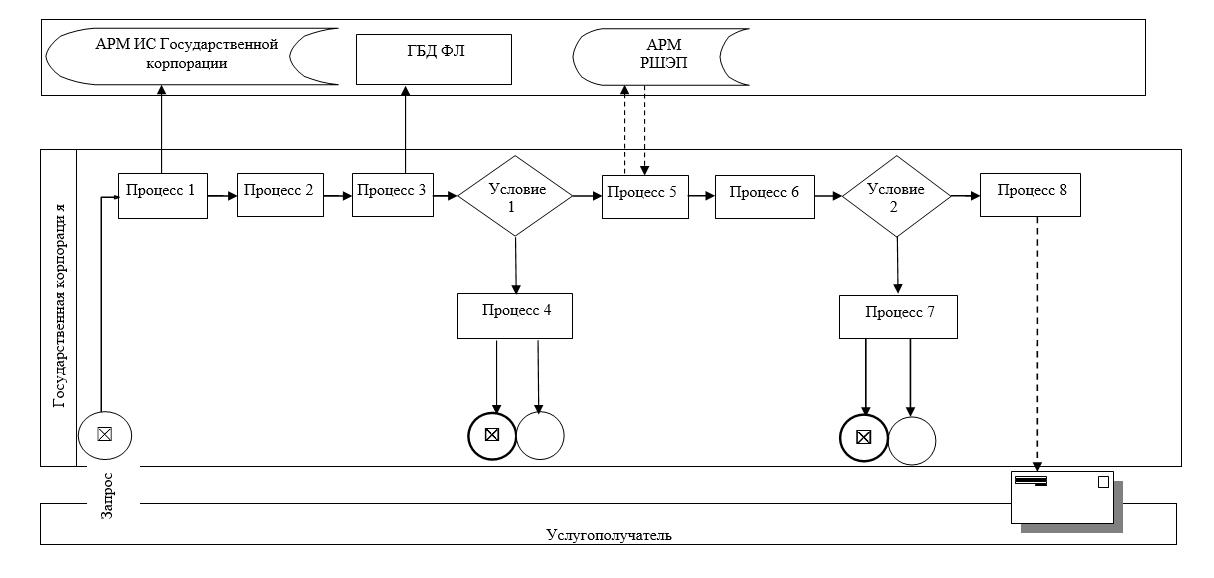 АРМ ИС Государственной
корпорации
ГБД ФЛ
АРМ
РШЭП
Государственная корпораци я
Процесс 1
Процесс 2
Процесс 3
Условие
1
Процесс 5
Процесс 6
Условие
2
Процесс 8
Процесс 4
Процесс 7
Запрос
Услугополучатель